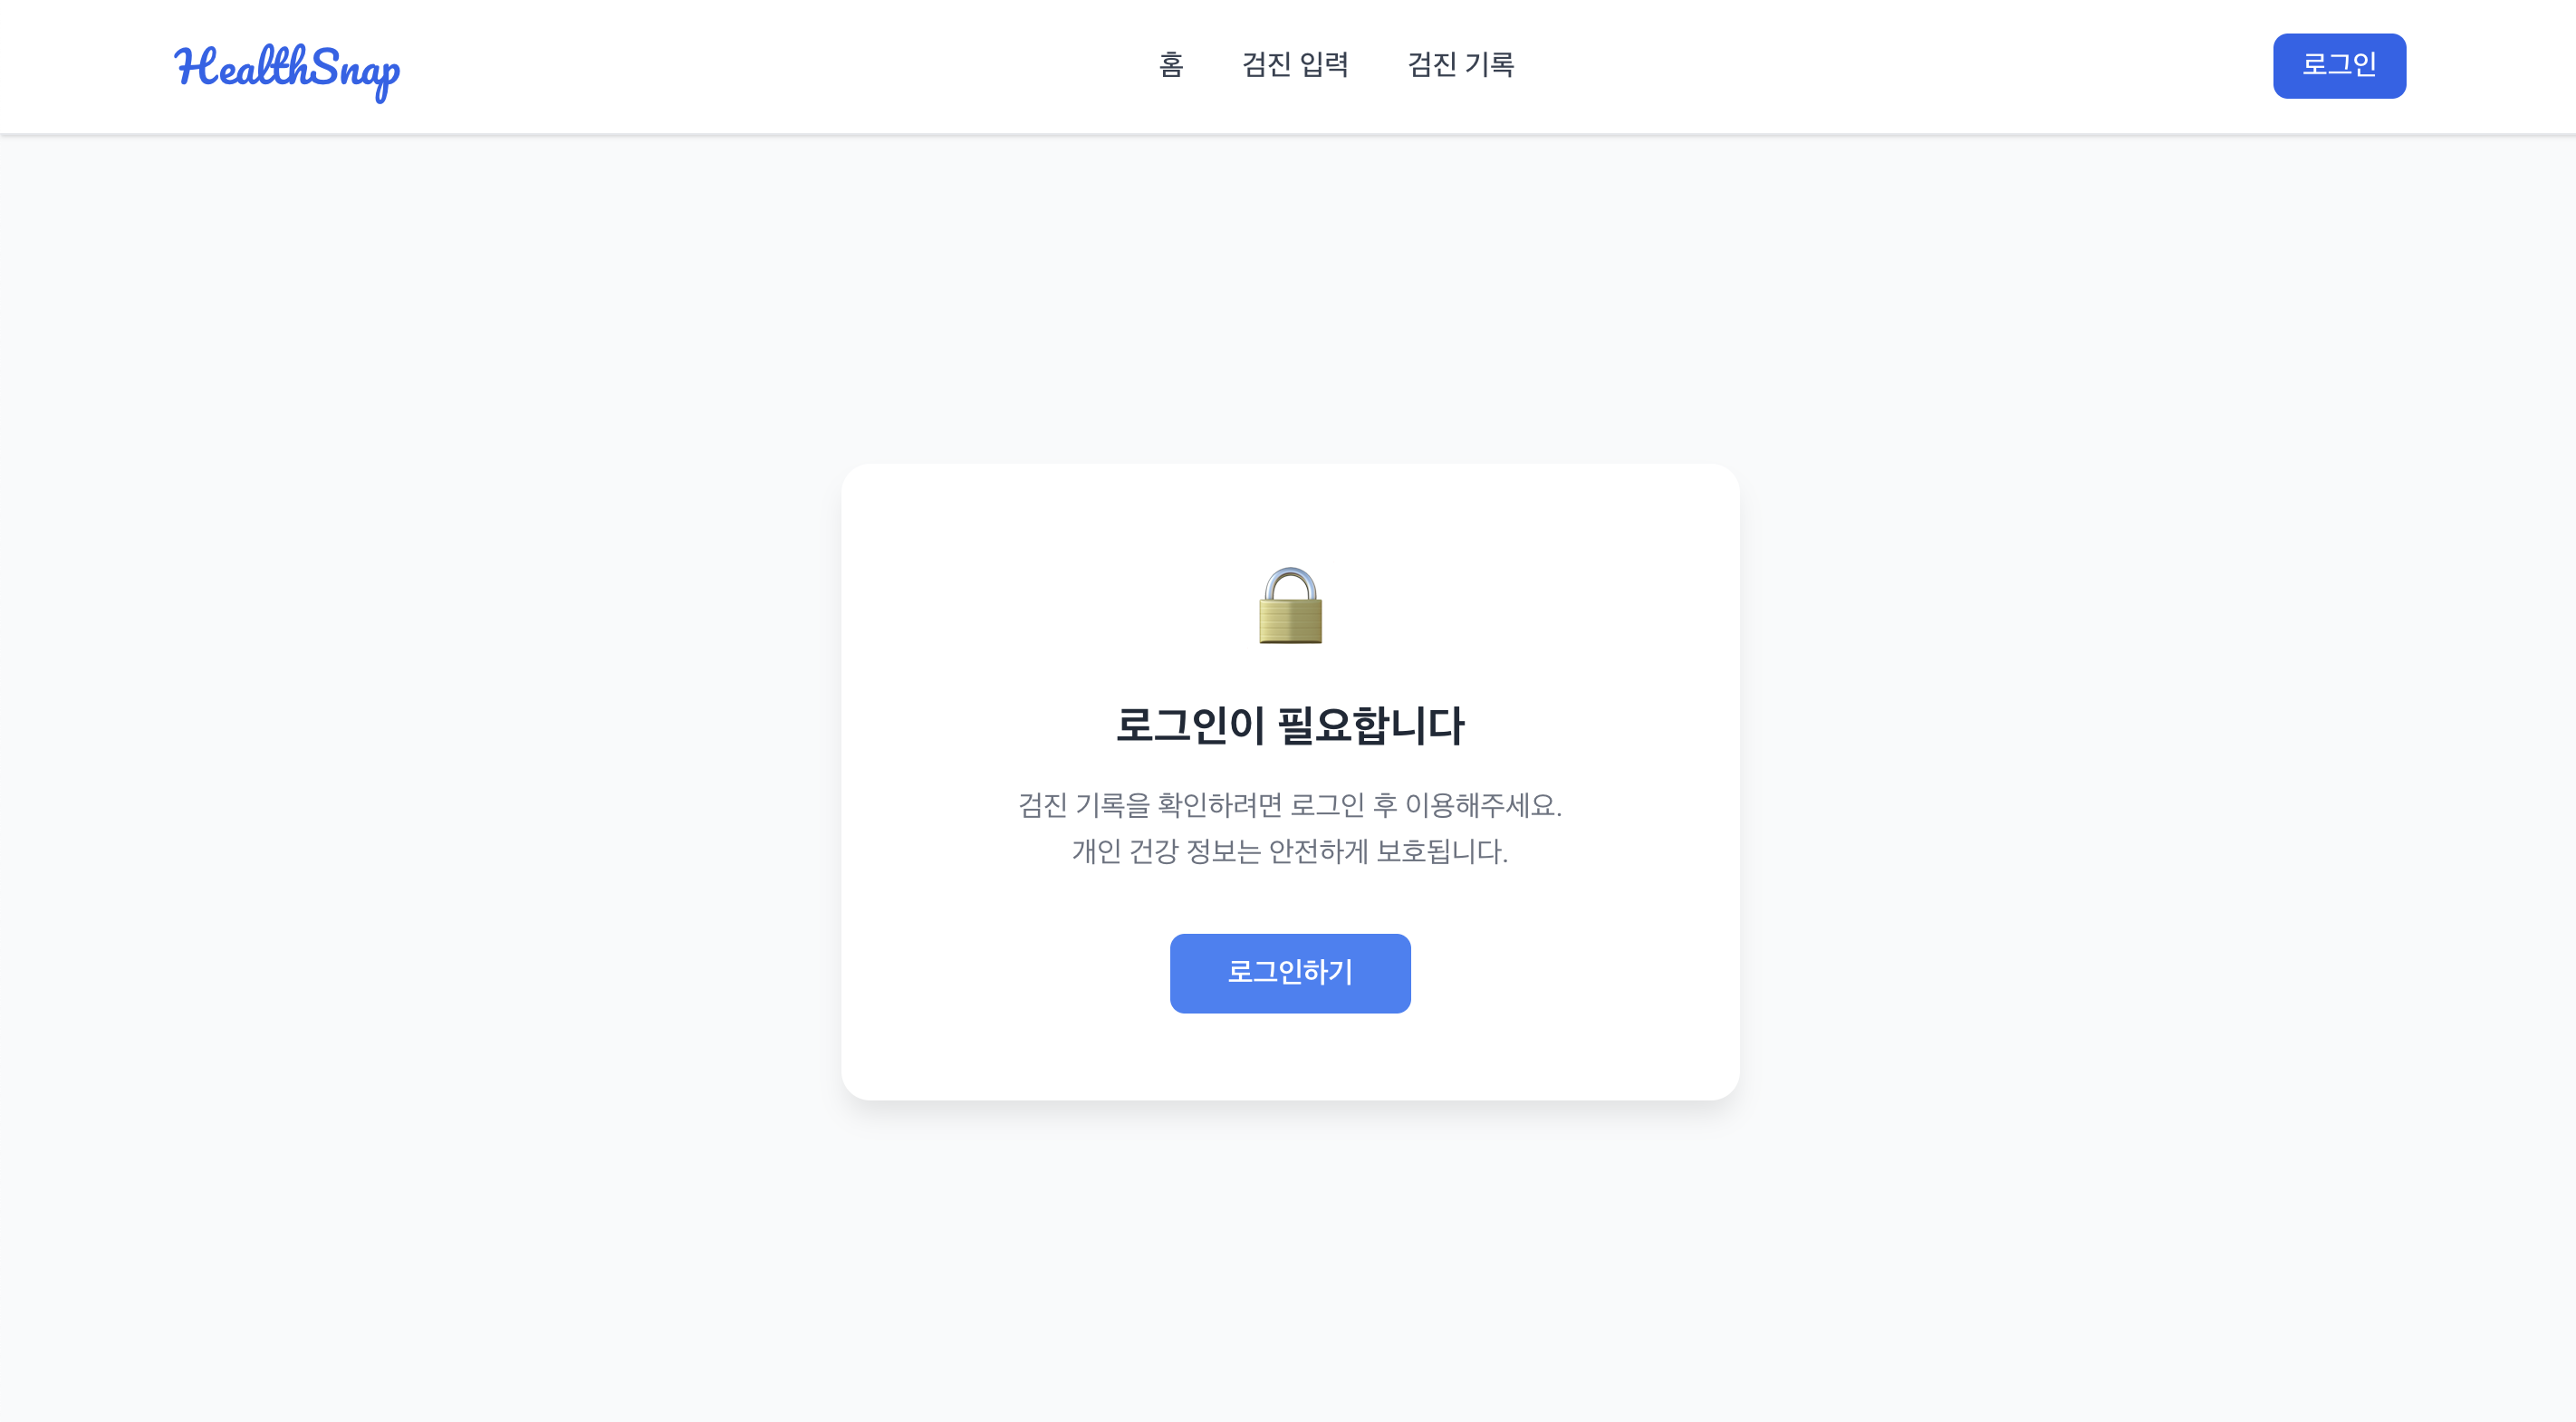 HealthSnap
홈
검진 입력
검진 기록
로그인
로그인이 필요합니다
검진 기록을 확인하려면 로그인 후 이용해주세요.
개인 건강 정보는 안전하게 보호됩니다.
로그인하기